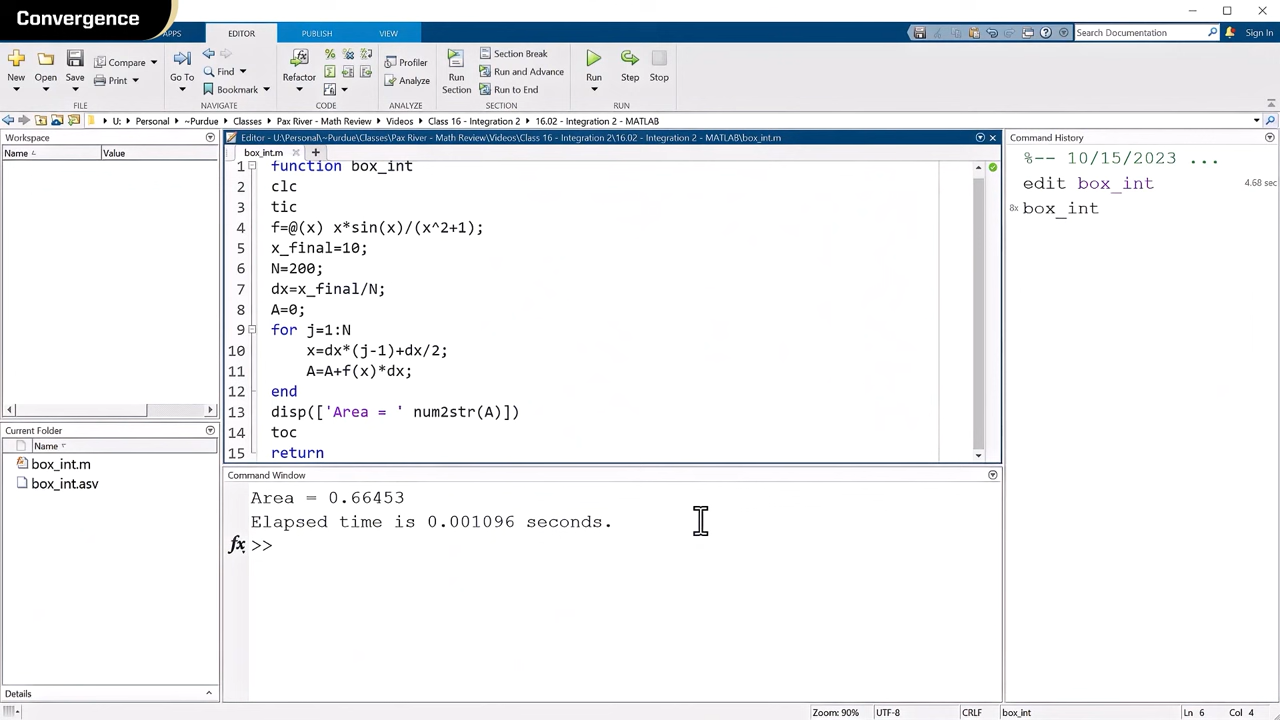 Convergence
APPS
EDITOR
PUBLISH
VIEW
Search Documentation
Sign In
New
Open
Save
Compare
Print
FILE
Go To
Find
Bookmark
NAVIGATE
Refactor
CODE
Profiler
Analyze
ANALYZE
Run
Section
Section Break
Run and Advance
Run to End
SECTION
Run
Step
Stop
RUN
U: Personal ~Purdue Classes Pax River - Math Review Videos Class 16 - Integration 2 16.02 - Integration 2 - MATLAB
Workspace
Name
Value
Editor - U:\Personal\~Purdue\Classes\Pax River - Math Review\Videos\Class 16 - Integration 2\16.02 - Integration 2 - MATLAB\box_int.m
box_int.m
1 function box_int
2 clc
3 tic
4 f=@(x) x*sin(x)/(x^2+1);
5 x_final=10;
6 N=200;
7 dx=x_final/N;
8 A=0;
9 for j=1:N
10 x=dx*(j-1)+dx/2;
11 A=A+f(x)*dx;
12 end
13 disp(['Area = ' num2str(A)])
14 toc
15 return
Command History
%-- 10/15/2023 ...
edit box_int 4.68 sec
8x box_int
Current Folder
Name
box_int.m
box_int.asv
Details
Command Window
Area = 0.66453
Elapsed time is 0.001096 seconds.
fx >>
Zoom: 90% UTF-8 CRLF box_int Ln 6 Col 4